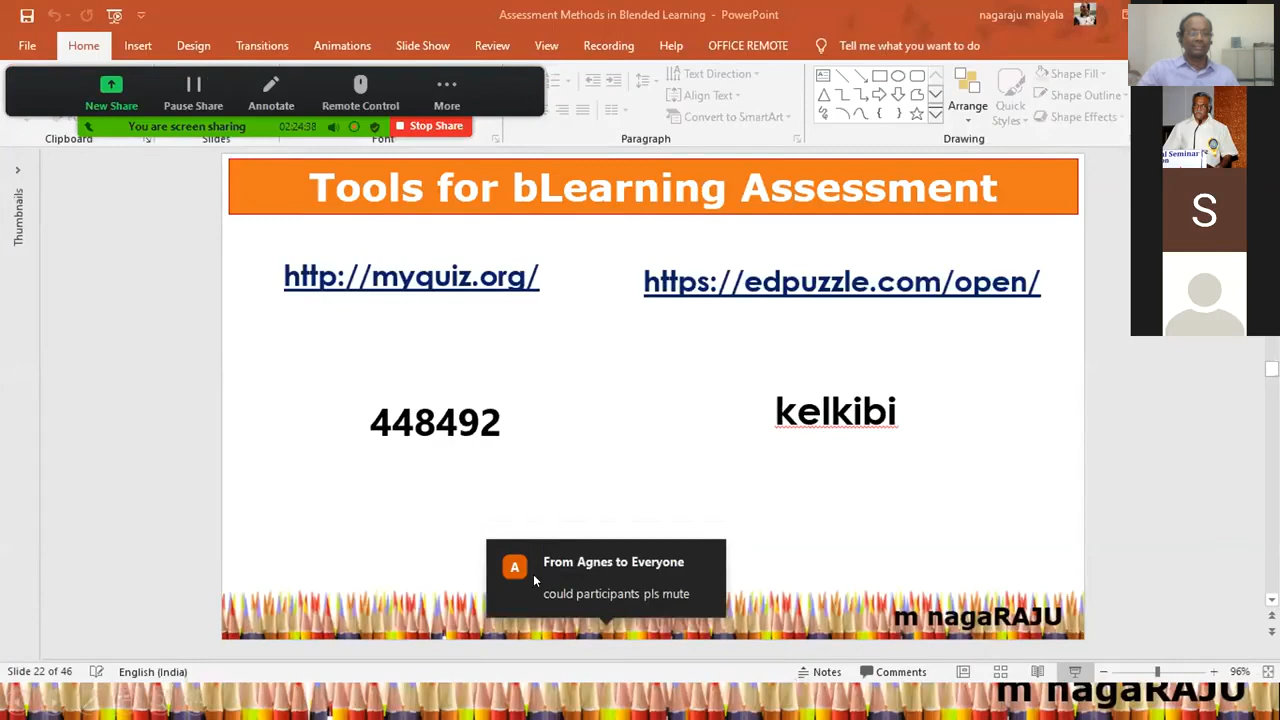 Assessment Methods in Blended Learning - PowerPoint
nagaraju malyala
File Home Insert Design Transitions Animations Slide Show Review View Recording Help OFFICE REMOTE Tell me what you want to do
New Share Pause Share Annotate Remote Control More
You are screen sharing 02:24:38 Stop Share
Text Direction
Align Text
Convert to SmartArt
Arrange
Quick
Styles
Shape Fill
Shape Outline
Shape Effects
Clipboard Slides Font Paragraph Drawing
Thumbnails
Tools for bLearning Assessment
http://myquiz.org/
https://edpuzzle.com/open/
448492
kelkibi
A
From Agnes to Everyone
could participants pls mute
m nagaRAJU
al Seminar
S
Slide 22 of 46 English (India) Notes Comments 96%
m nagaRAJU